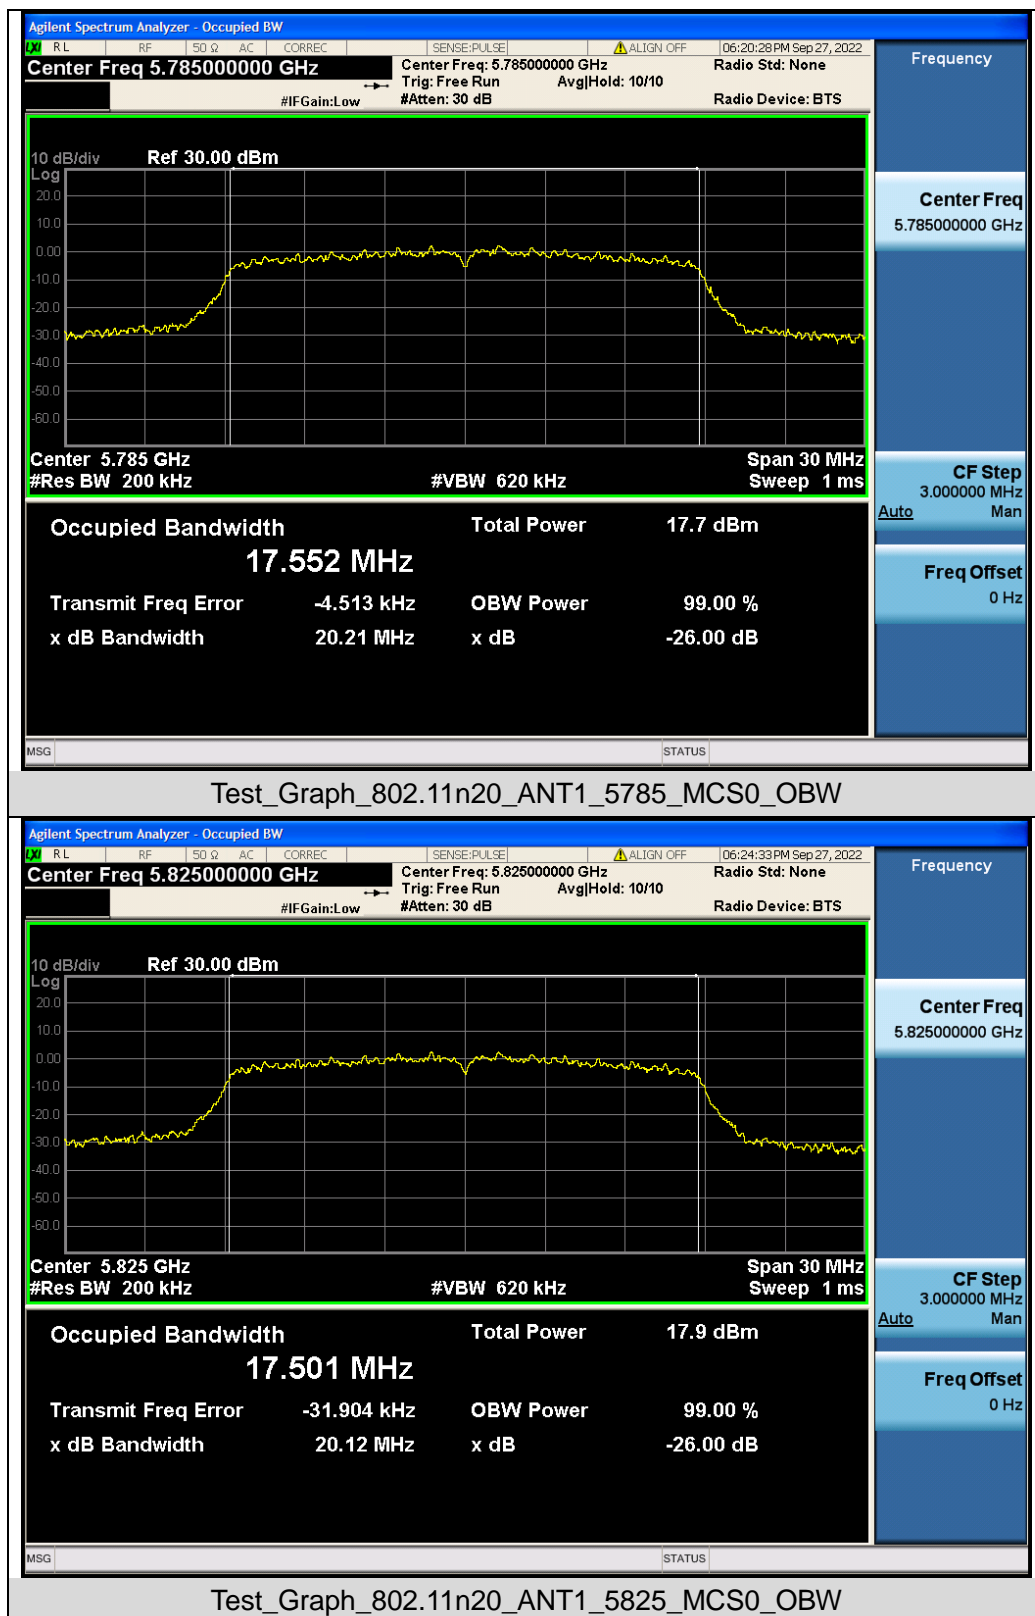 Agilent Spectrum Analyzer - Occupied BW
LXI RL RF 50 Ω AC CORREC SENSE:PULSE ALIGN OFF 06:20:28 PM Sep 27, 2022
Center Freq 5.785000000 GHz
Center Freq: 5.785000000 GHz Radio Std: None
Trig: Free Run Avg|Hold: 10/10
#IFGain:Low #Atten: 30 dB Radio Device: BTS
Frequency
10 dB/div Ref 30.00 dBm
Log
20.0
10.0
0.00
-10.0
-20.0
-30.0
-40.0
-50.0
-60.0
Center 5.785 GHz Span 30 MHz
#Res BW 200 kHz #VBW 620 kHz Sweep 1 ms
Center Freq
5.785000000 GHz
CF Step
3.000000 MHz
Auto Man
Freq Offset
0 Hz
Occupied Bandwidth Total Power 17.7 dBm
17.552 MHz
Transmit Freq Error -4.513 kHz OBW Power 99.00 %
x dB Bandwidth 20.21 MHz x dB -26.00 dB
MSG STATUS
Test_Graph_802.11n20_ANT1_5785_MCS0_OBW
Agilent Spectrum Analyzer - Occupied BW
LXI RL RF 50 Ω AC CORREC SENSE:PULSE ALIGN OFF 06:24:33 PM Sep 27, 2022
Center Freq 5.825000000 GHz
Center Freq: 5.825000000 GHz Radio Std: None
Trig: Free Run Avg|Hold: 10/10
#IFGain:Low #Atten: 30 dB Radio Device: BTS
Frequency
10 dB/div Ref 30.00 dBm
Log
20.0
10.0
0.00
-10.0
-20.0
-30.0
-40.0
-50.0
-60.0
Center 5.825 GHz Span 30 MHz
#Res BW 200 kHz #VBW 620 kHz Sweep 1 ms
Center Freq
5.825000000 GHz
CF Step
3.000000 MHz
Auto Man
Freq Offset
0 Hz
Occupied Bandwidth Total Power 17.9 dBm
17.501 MHz
Transmit Freq Error -31.904 kHz OBW Power 99.00 %
x dB Bandwidth 20.12 MHz x dB -26.00 dB
MSG STATUS
Test_Graph_802.11n20_ANT1_5825_MCS0_OBW